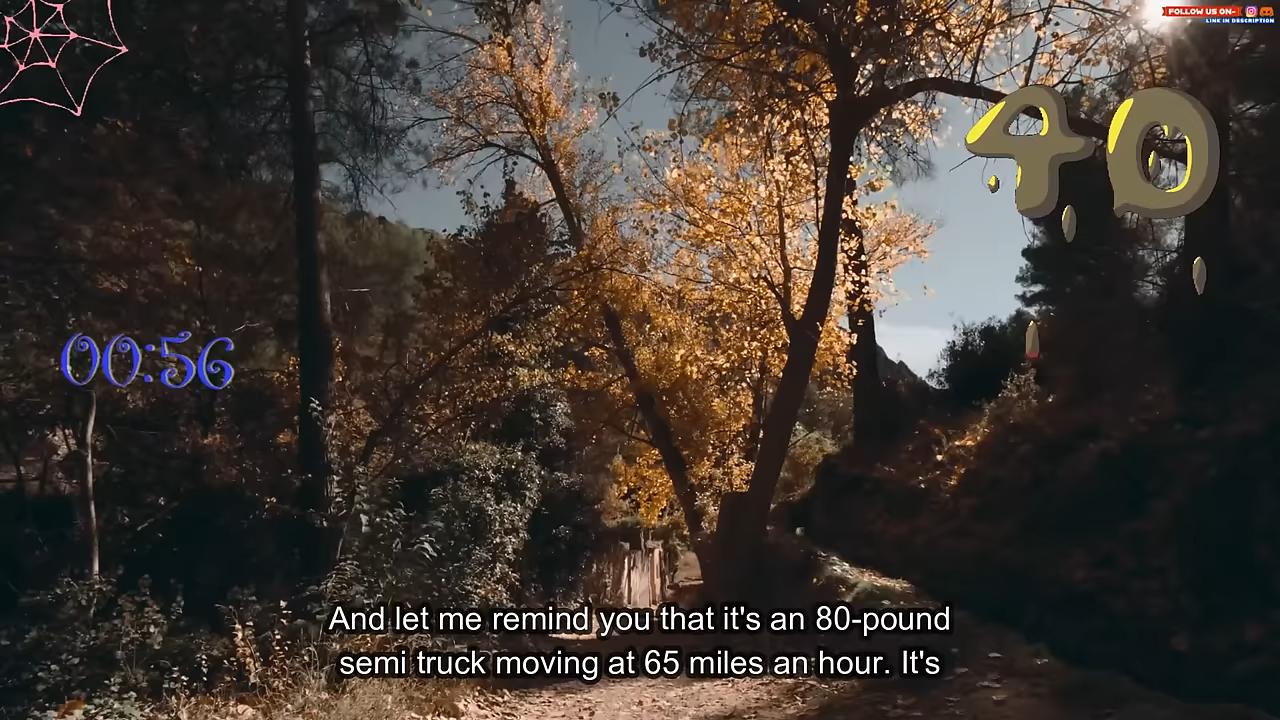 FOLLOW US ON-
LINK IN DESCRIPTION
40
00:56
And let me remind you that it's an 80-pound
semi truck moving at 65 miles an hour. It's